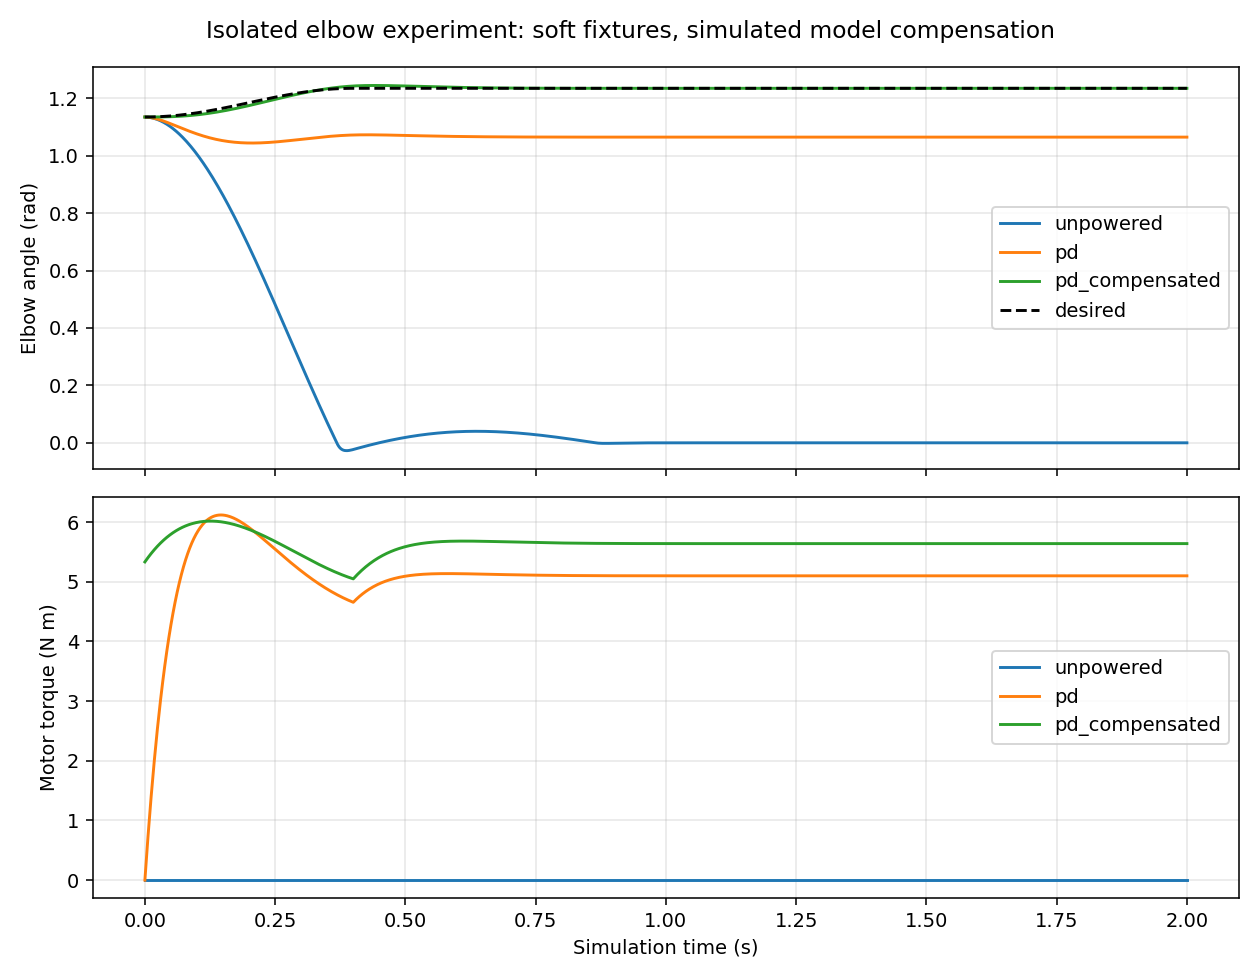 Isolated elbow experiment: soft fixtures, simulated model compensation
Elbow angle (rad)
1.2
1.0
0.8
0.6
0.4
0.2
0.0
unpowered
pd
pd_compensated
desired
Motor torque (N m)
6
5
4
3
2
1
0
unpowered
pd
pd_compensated
0.00 0.25 0.50 0.75 1.00 1.25 1.50 1.75 2.00
Simulation time (s)